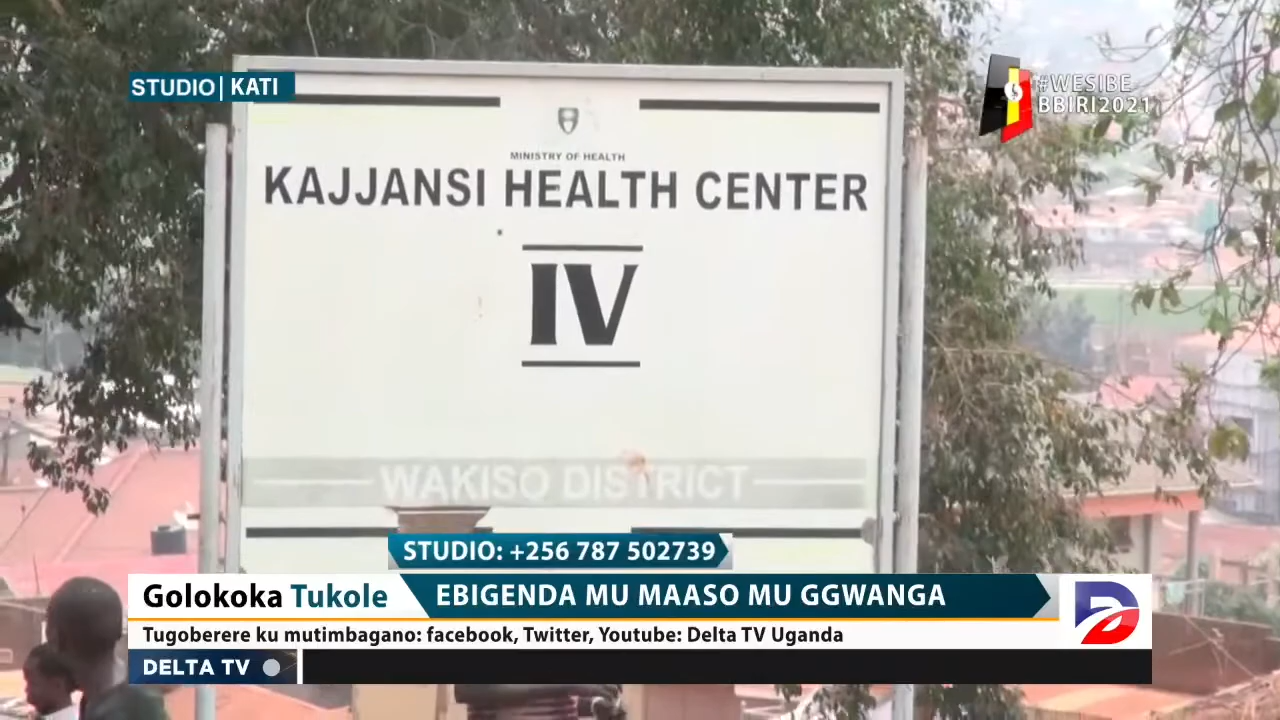 STUDIO| KATI
#WESIBE
BBIRI2021
MINISTRY OF HEALTH
KAJJANSI HEALTH CENTER
IV
WAKISO DISTRICT
STUDIO: +256 787 502739
Golokoka Tukole
EBIGENDA MU MAASO MU GGWANGA
Tugoberere ku mutimbagano: facebook, Twitter, Youtube: Delta TV Uganda
DELTA TV